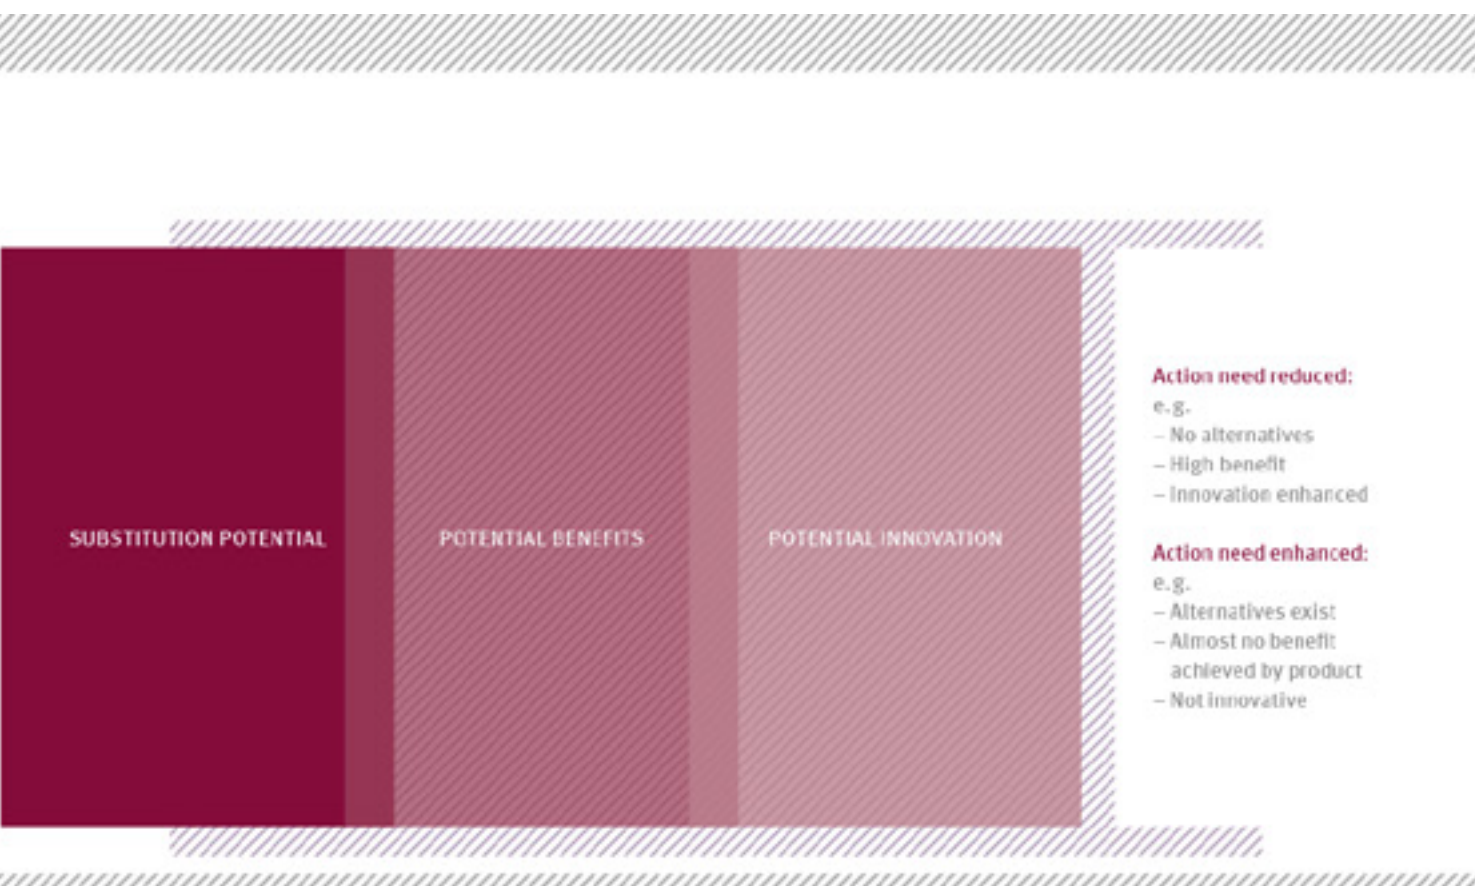 SUBSTITUTION POTENTIAL
POTENTIAL BENEFITS
POTENTIAL INNOVATION
Action need reduced:
e.g.
– No alternatives
– High benefit
– Innovation enhanced
Action need enhanced:
e.g.
– Alternatives exist
– Almost no benefit
achieved by product
– Not innovative